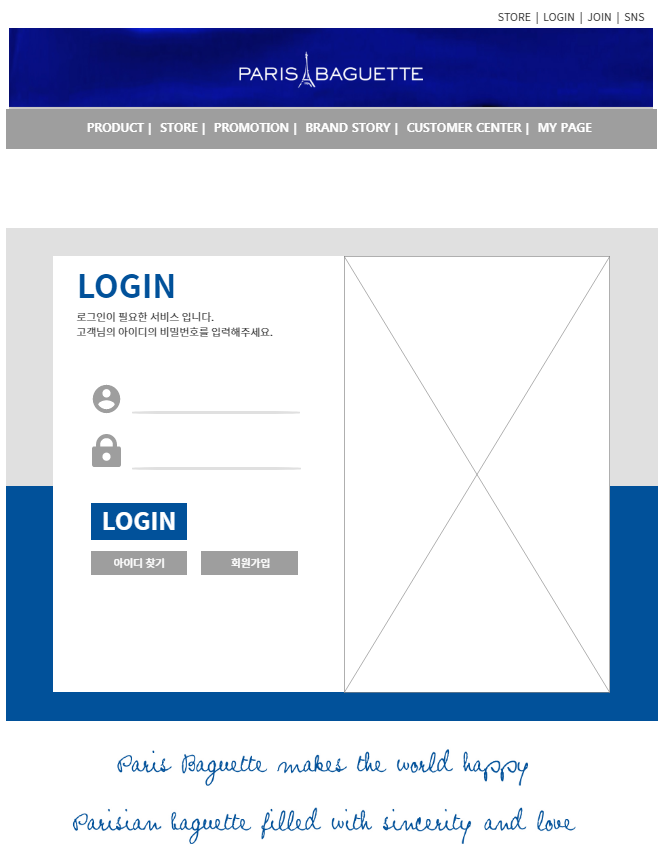 STORE | LOGIN | JOIN | SNS
PARIS BAGUETTE
PRODUCT | STORE | PROMOTION | BRAND STORY | CUSTOMER CENTER | MY PAGE
LOGIN
로그인이 필요한 서비스 입니다.
고객님의 아이디의 비밀번호를 입력해주세요.
LOGIN
아이디 찾기 회원가입
Paris Baguette makes the world happy
Parisian baguette filled with sincerity and love